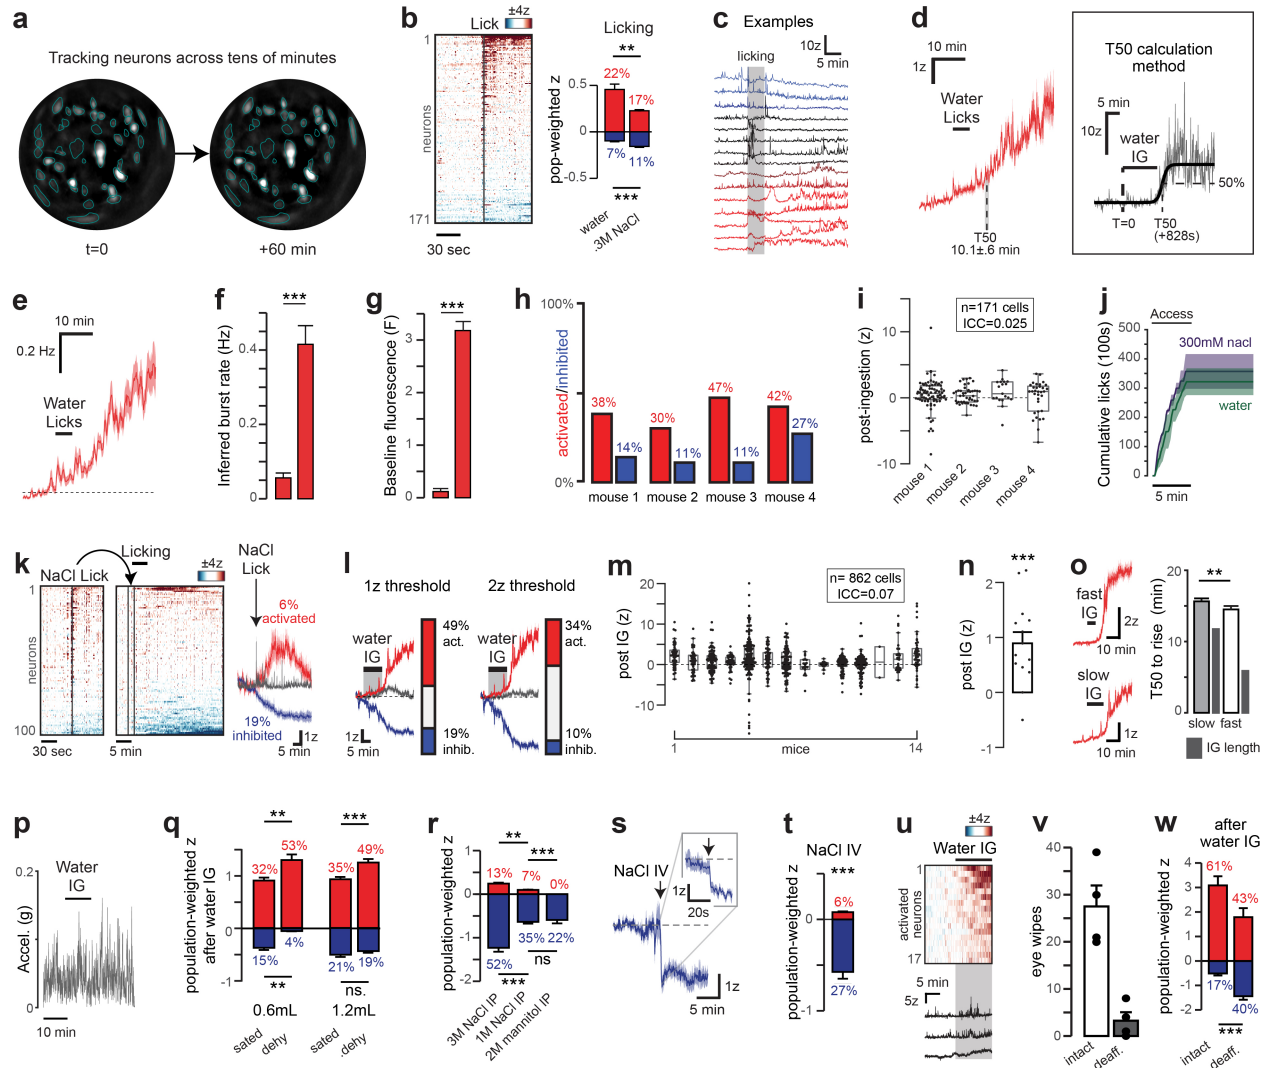 a
Tracking neurons across tens of minutes
t=0
+60 min
b
Lick
±4z
1
neurons
171
30 sec
Licking
**
pop-weighted z
0.5
0
-0.5
22%
17%
7%
11%
***
water
.3M NaCl
c
Examples
10z
5 min
licking
d
10 min
1z
Water
Licks
T50
10.1±.6 min
T50 calculation
method
5 min
10z
water
IG
50%
T=0
T50
(+828s)
e
10 min
0.2 Hz
Water
Licks
f
***
Inferred burst rate (Hz)
0.4
0.2
0
g
***
Baseline fluorescence (F)
3
2
1
0
h
100%
activated/inhibited
0%
38%
14%
30%
11%
47%
11%
42%
27%
mouse 1
mouse 2
mouse 3
mouse 4
i
n=171 cells
ICC=0.025
post-ingestion (z)
10
0
-10
mouse 1
mouse 2
mouse 3
mouse 4
j
Access
Cumulative licks (100s)
500
400
300
200
100
0
300mM nacl
water
5 min
k
Licking
NaCl Lick
±4z
1
neurons
100
30 sec
5 min
NaCl
Lick
6%
activated
19%
inhibited
1z
5 min
l
1z threshold
water
IG
1z
5 min
49%
act.
19%
inhib.
2z threshold
water
IG
1z
5 min
34%
act.
10%
inhib.
m
n= 862 cells
ICC=0.07
post IG (z)
20
10
0
-10
1
mice
14
n
***
post IG (z)
2
1
0
-1
o
fast
IG
2z
10 min
slow
IG
1z
10 min
**
T50 to rise (min)
20
10
0
slow
fast
IG length
p
Water
IG
Accel. (g)
0.2
0
10 min
q
**
***
population-weighted z
after water IG
1
0
-1
32%
53%
35%
49%
15%
4%
21%
19%
**
ns.
0.6mL
1.2mL
sated
dehy
sated
.dehy
r
**
***
population-weighted z
1
0
-1
-2
13%
7%
0%
52%
35%
22%
***
ns
3M NaCl IP
1M NaCl IP
2M mannitol IP
s
NaCl IV
1z
20s
1z
5 min
t
NaCl IV
***
population-weighted z
0
-1
6%
27%
u
±4z
Water IG
1
activated
neurons
17
5 min
5z
v
eye wipes
40
30
20
10
0
intact
deaff.
w
after
water IG
population-weighted z
4
3
2
1
0
-1
-2
61%
43%
17%
40%
***
intact
deaff.